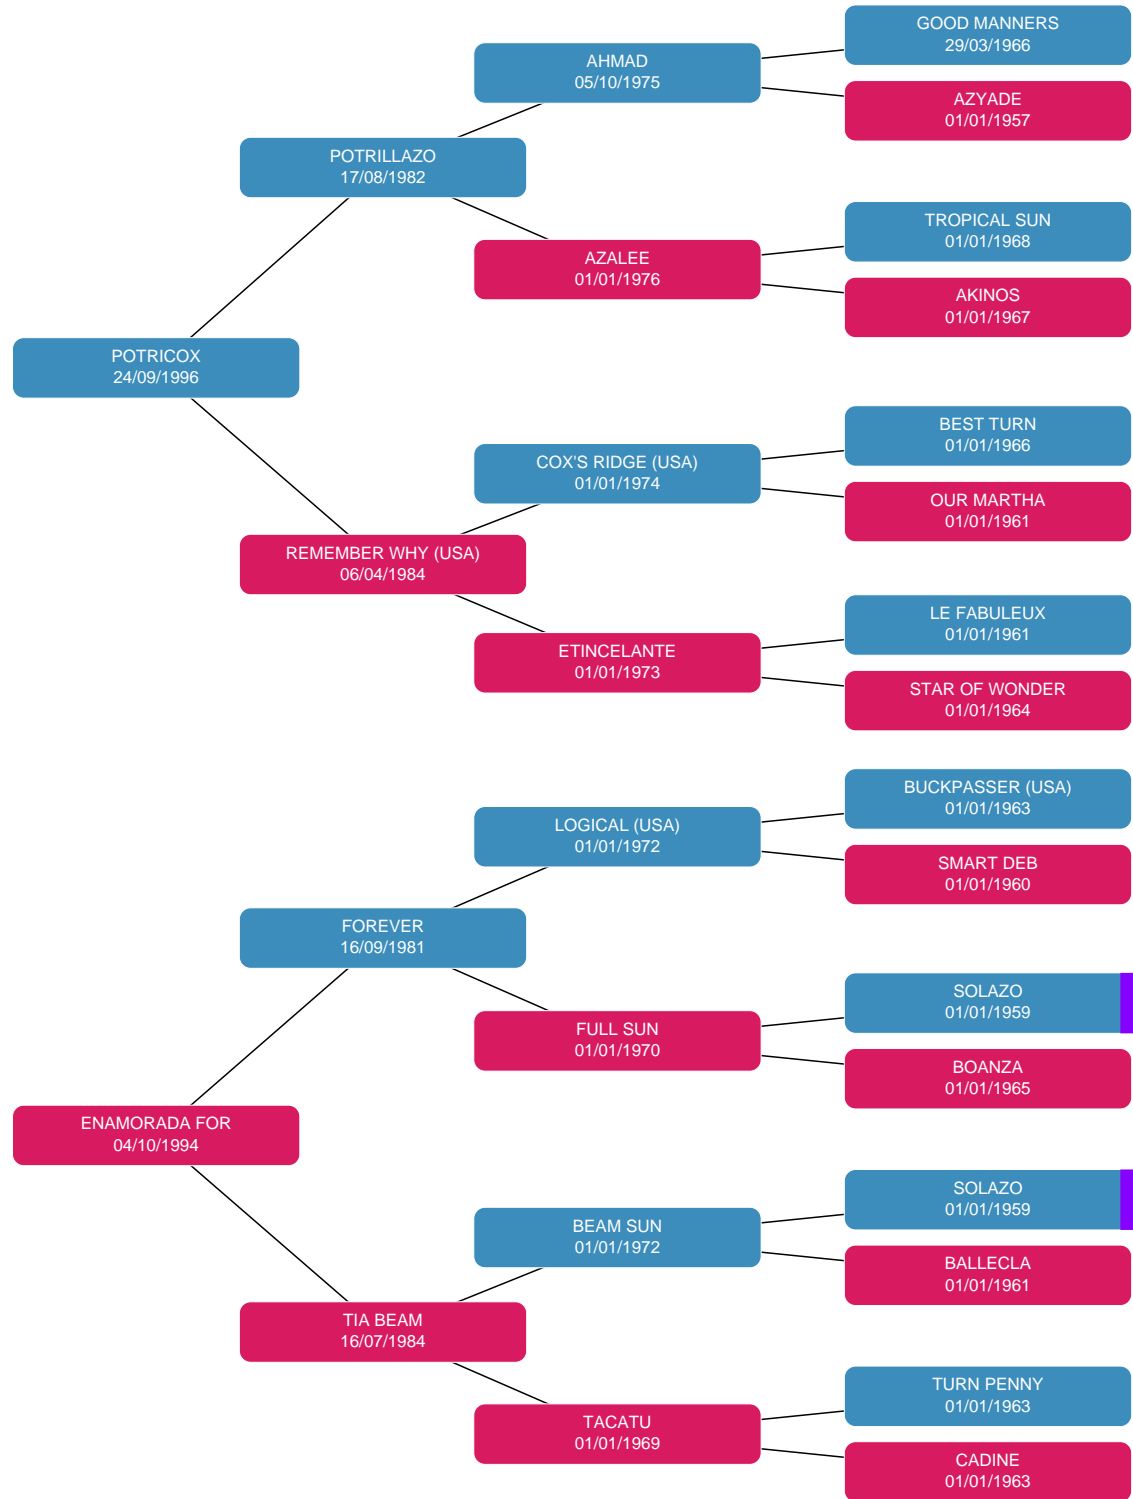 GOOD MANNERS
29/03/1966
AHMAD
05/10/1975
AZYADE
01/01/1957
POTRILLAZO
17/08/1982
TROPICAL SUN
01/01/1968
AZALEE
01/01/1976
AKINOS
01/01/1967
POTRICOX
24/09/1996
BEST TURN
01/01/1966
COX'S RIDGE (USA)
01/01/1974
OUR MARTHA
01/01/1961
REMEMBER WHY (USA)
06/04/1984
LE FABULEUX
01/01/1961
ETINCELANTE
01/01/1973
STAR OF WONDER
01/01/1964
BUCKPASSER (USA)
01/01/1963
LOGICAL (USA)
01/01/1972
SMART DEB
01/01/1960
FOREVER
16/09/1981
SOLAZO
01/01/1959
FULL SUN
01/01/1970
BOANZA
01/01/1965
ENAMORADA FOR
04/10/1994
SOLAZO
01/01/1959
BEAM SUN
01/01/1972
BALLECLA
01/01/1961
TIA BEAM
16/07/1984
TURN PENNY
01/01/1963
TACATU
01/01/1969
CADINE
01/01/1963